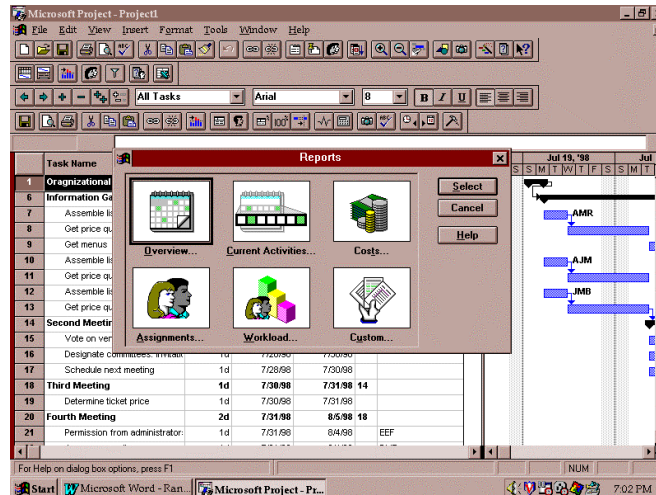 Microsoft Project - Project1
File Edit View Insert Format Tools Window Help
All Tasks Arial 8 B I U
Reports
Task Name Jul 19, '98 Jul
S S M T W T F S S M T
1 Oragnizational
6 Information Ga
7 Assemble lis AMR
8 Get price qu
9 Get menus
10 Assemble lis AJM
11 Get price qu
12 Assemble lis JMB
13 Get price qu
14 Second Meetin
15 Vote on ven
16 Designate committees: invitatio 1d 7/28/98 7/30/98
17 Schedule next meeting 1d 7/28/98 7/30/98
18 Third Meeting 1d 7/30/98 7/31/98 14
19 Determine ticket price 1d 7/30/98 7/31/98
20 Fourth Meeting 2d 7/31/98 8/5/98 18
21 Permission from administrator: 1d 7/31/98 8/4/98 EEF
Overview... Current Activities... Costs...
Assignments... Workload... Custom...
Select
Cancel
Help
For Help on dialog box options, press F1
NUM
Start Microsoft Word - Ran... Microsoft Project - Pr... 7:02 PM